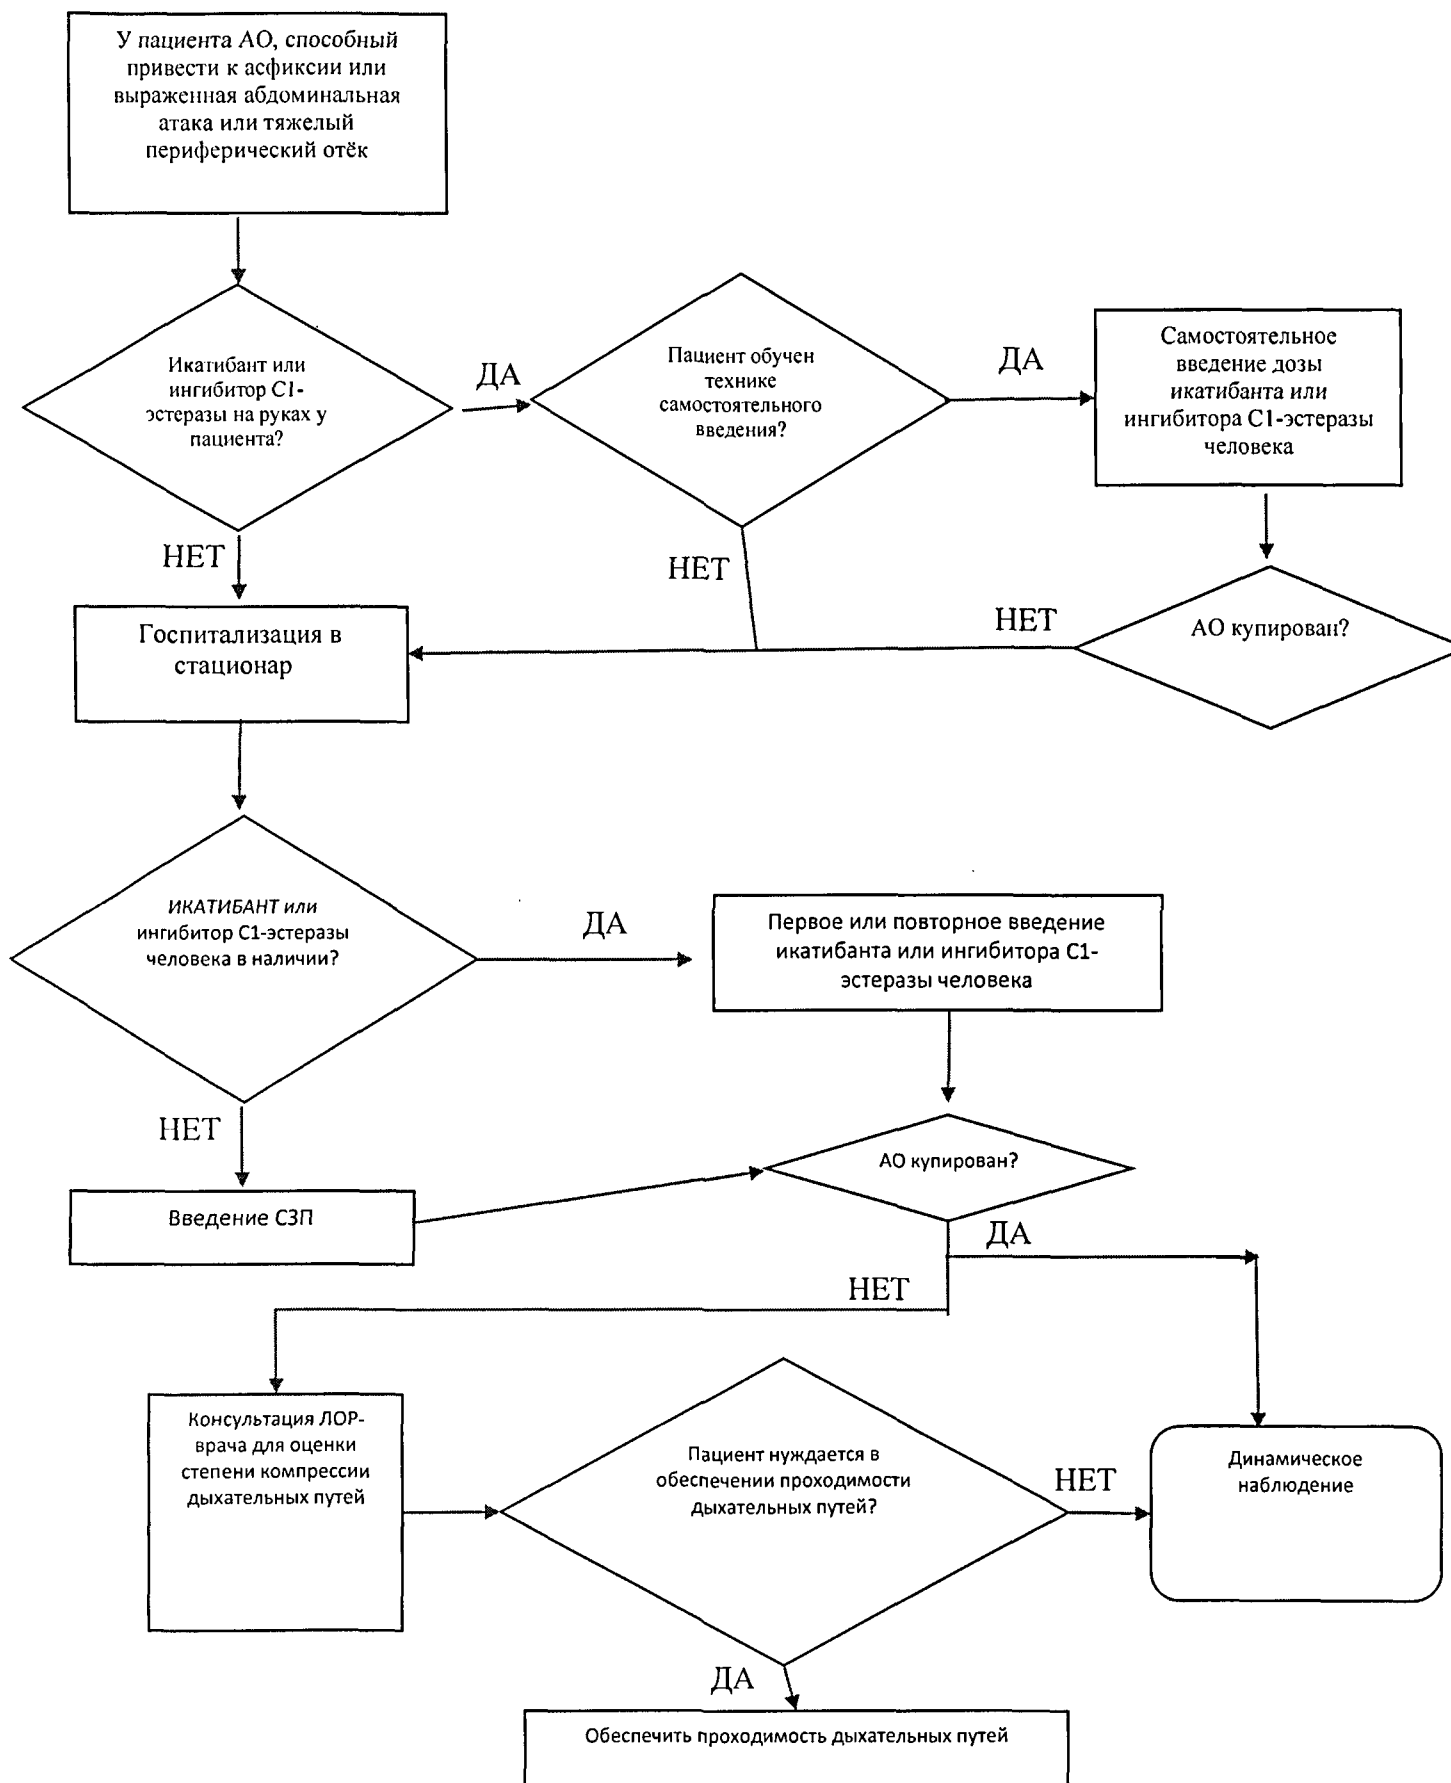 У пациента АО, способный
привести к асфиксии или
выраженная абдоминальная
атака или тяжелый
периферический отёк
Икатибант или
ингибитор С1-
эстеразы на руках у
пациента?
ДА
Пациент обучен
технике
самостоятельного
введения?
ДА
Самостоятельное
введение дозы
икатибанта или
ингибитора С1-эстеразы
человека
НЕТ
НЕТ
НЕТ
АО купирован?
Госпитализация в
стационар
ИКАТИБАНТ или
ингибитор С1-эстеразы
человека в наличии?
ДА
Первое или повторное введение
икатибанта или ингибитора С1-
эстеразы человека
НЕТ
АО купирован?
Введение СЗП
ДА
НЕТ
Консультация ЛОР-
врача для оценки
степени компрессии
дыхательных путей
Пациент нуждается в
обеспечении проходимости
дыхательных путей?
НЕТ
Динамическое
наблюдение
ДА
Обеспечить проходимость дыхательных путей